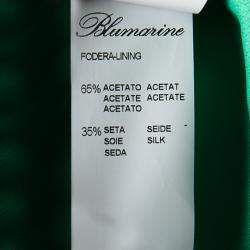 Blumarine
FODERA-LINING
65% ACETATO ACETAT
ACETATE ACETATE
ACETATO
35% SETA SEIDE -
SOIE SILK
SEDA